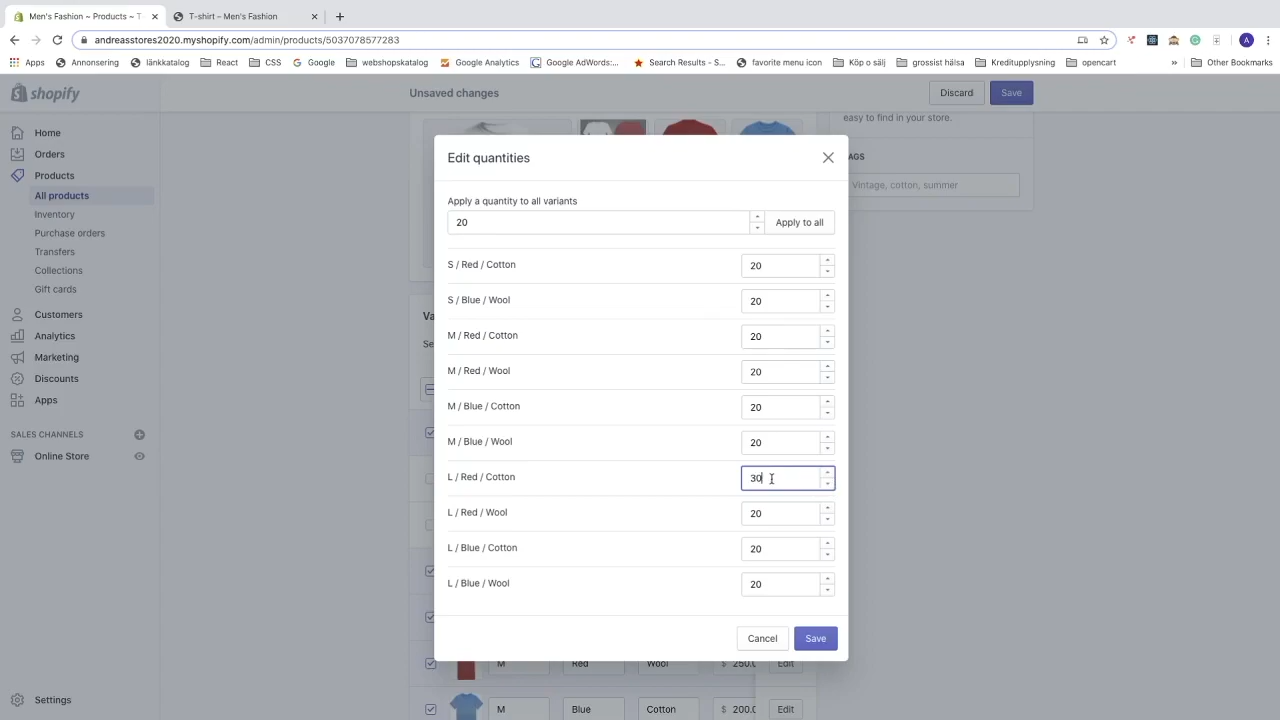 Men's Fashion ~ Products ~ T
T-shirt – Men's Fashion
andreasstores2020.myshopify.com/admin/products/5037078577283
A
Apps
Annonsering
länkkatalog
React
CSS
Google
webshopskatalog
Google Analytics
Google AdWords:...
Search Results - S...
favorite menu icon
Köp o sälj
grossist hälsa
Kreditupplysning
opencart
»
Other Bookmarks
shopify
Unsaved changes
Discard
Save
easy to find in your store.
AGS
Vintage, cotton, summer
Home
Orders
Products
All products
Inventory
Purchase orders
Transfers
Collections
Gift cards
Customers
Analytics
Marketing
Discounts
Apps
SALES CHANNELS
Online Store
Settings
Va
Se
Edit quantities
Apply a quantity to all variants
20
Apply to all
S / Red / Cotton 20
S / Blue / Wool 20
M / Red / Cotton 20
M / Red / Wool 20
M / Blue / Cotton 20
M / Blue / Wool 20
L / Red / Cotton 30
L / Red / Wool 20
L / Blue / Cotton 20
L / Blue / Wool 20
Cancel
Save
M Red Wool $ 250.0 Edit
M Blue Cotton $ 200.0 Edit